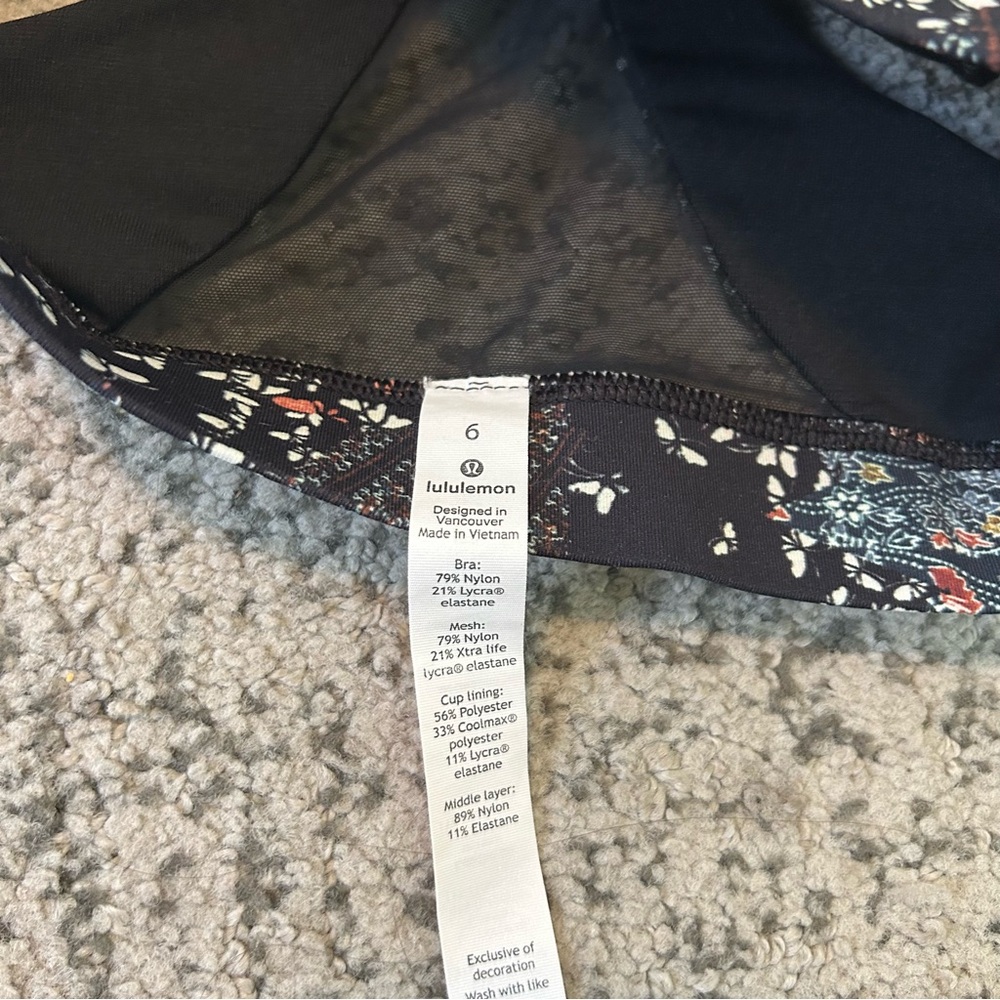 6
lululemon
Designed in
Vancouver
Made in Vietnam
Bra:
79% Nylon
21% Lycra®
elastane
Mesh:
79% Nylon
21% Xtra life
lycra® elastane
Cup lining:
56% Polyester
33% Coolmax®
polyester
11% Lycra®
elastane
Middle layer:
89% Nylon
11% Elastane
Exclusive of
decoration
Wash with like